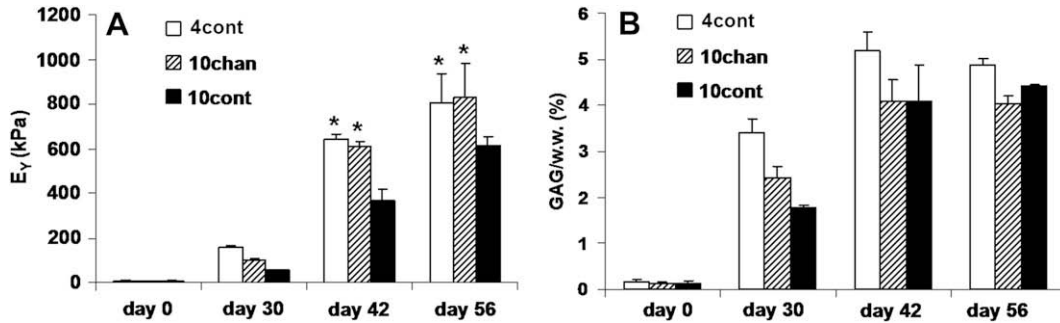 A
4cont
10chan
10cont
E_Y (kPa)
1200
1000
800
600
400
200
0
* *
* *
day 0 day 30 day 42 day 56
B
4cont
10chan
10cont
GAG/w.w. (%)
6
5
4
3
2
1
0
day 0 day 30 day 42 day 56